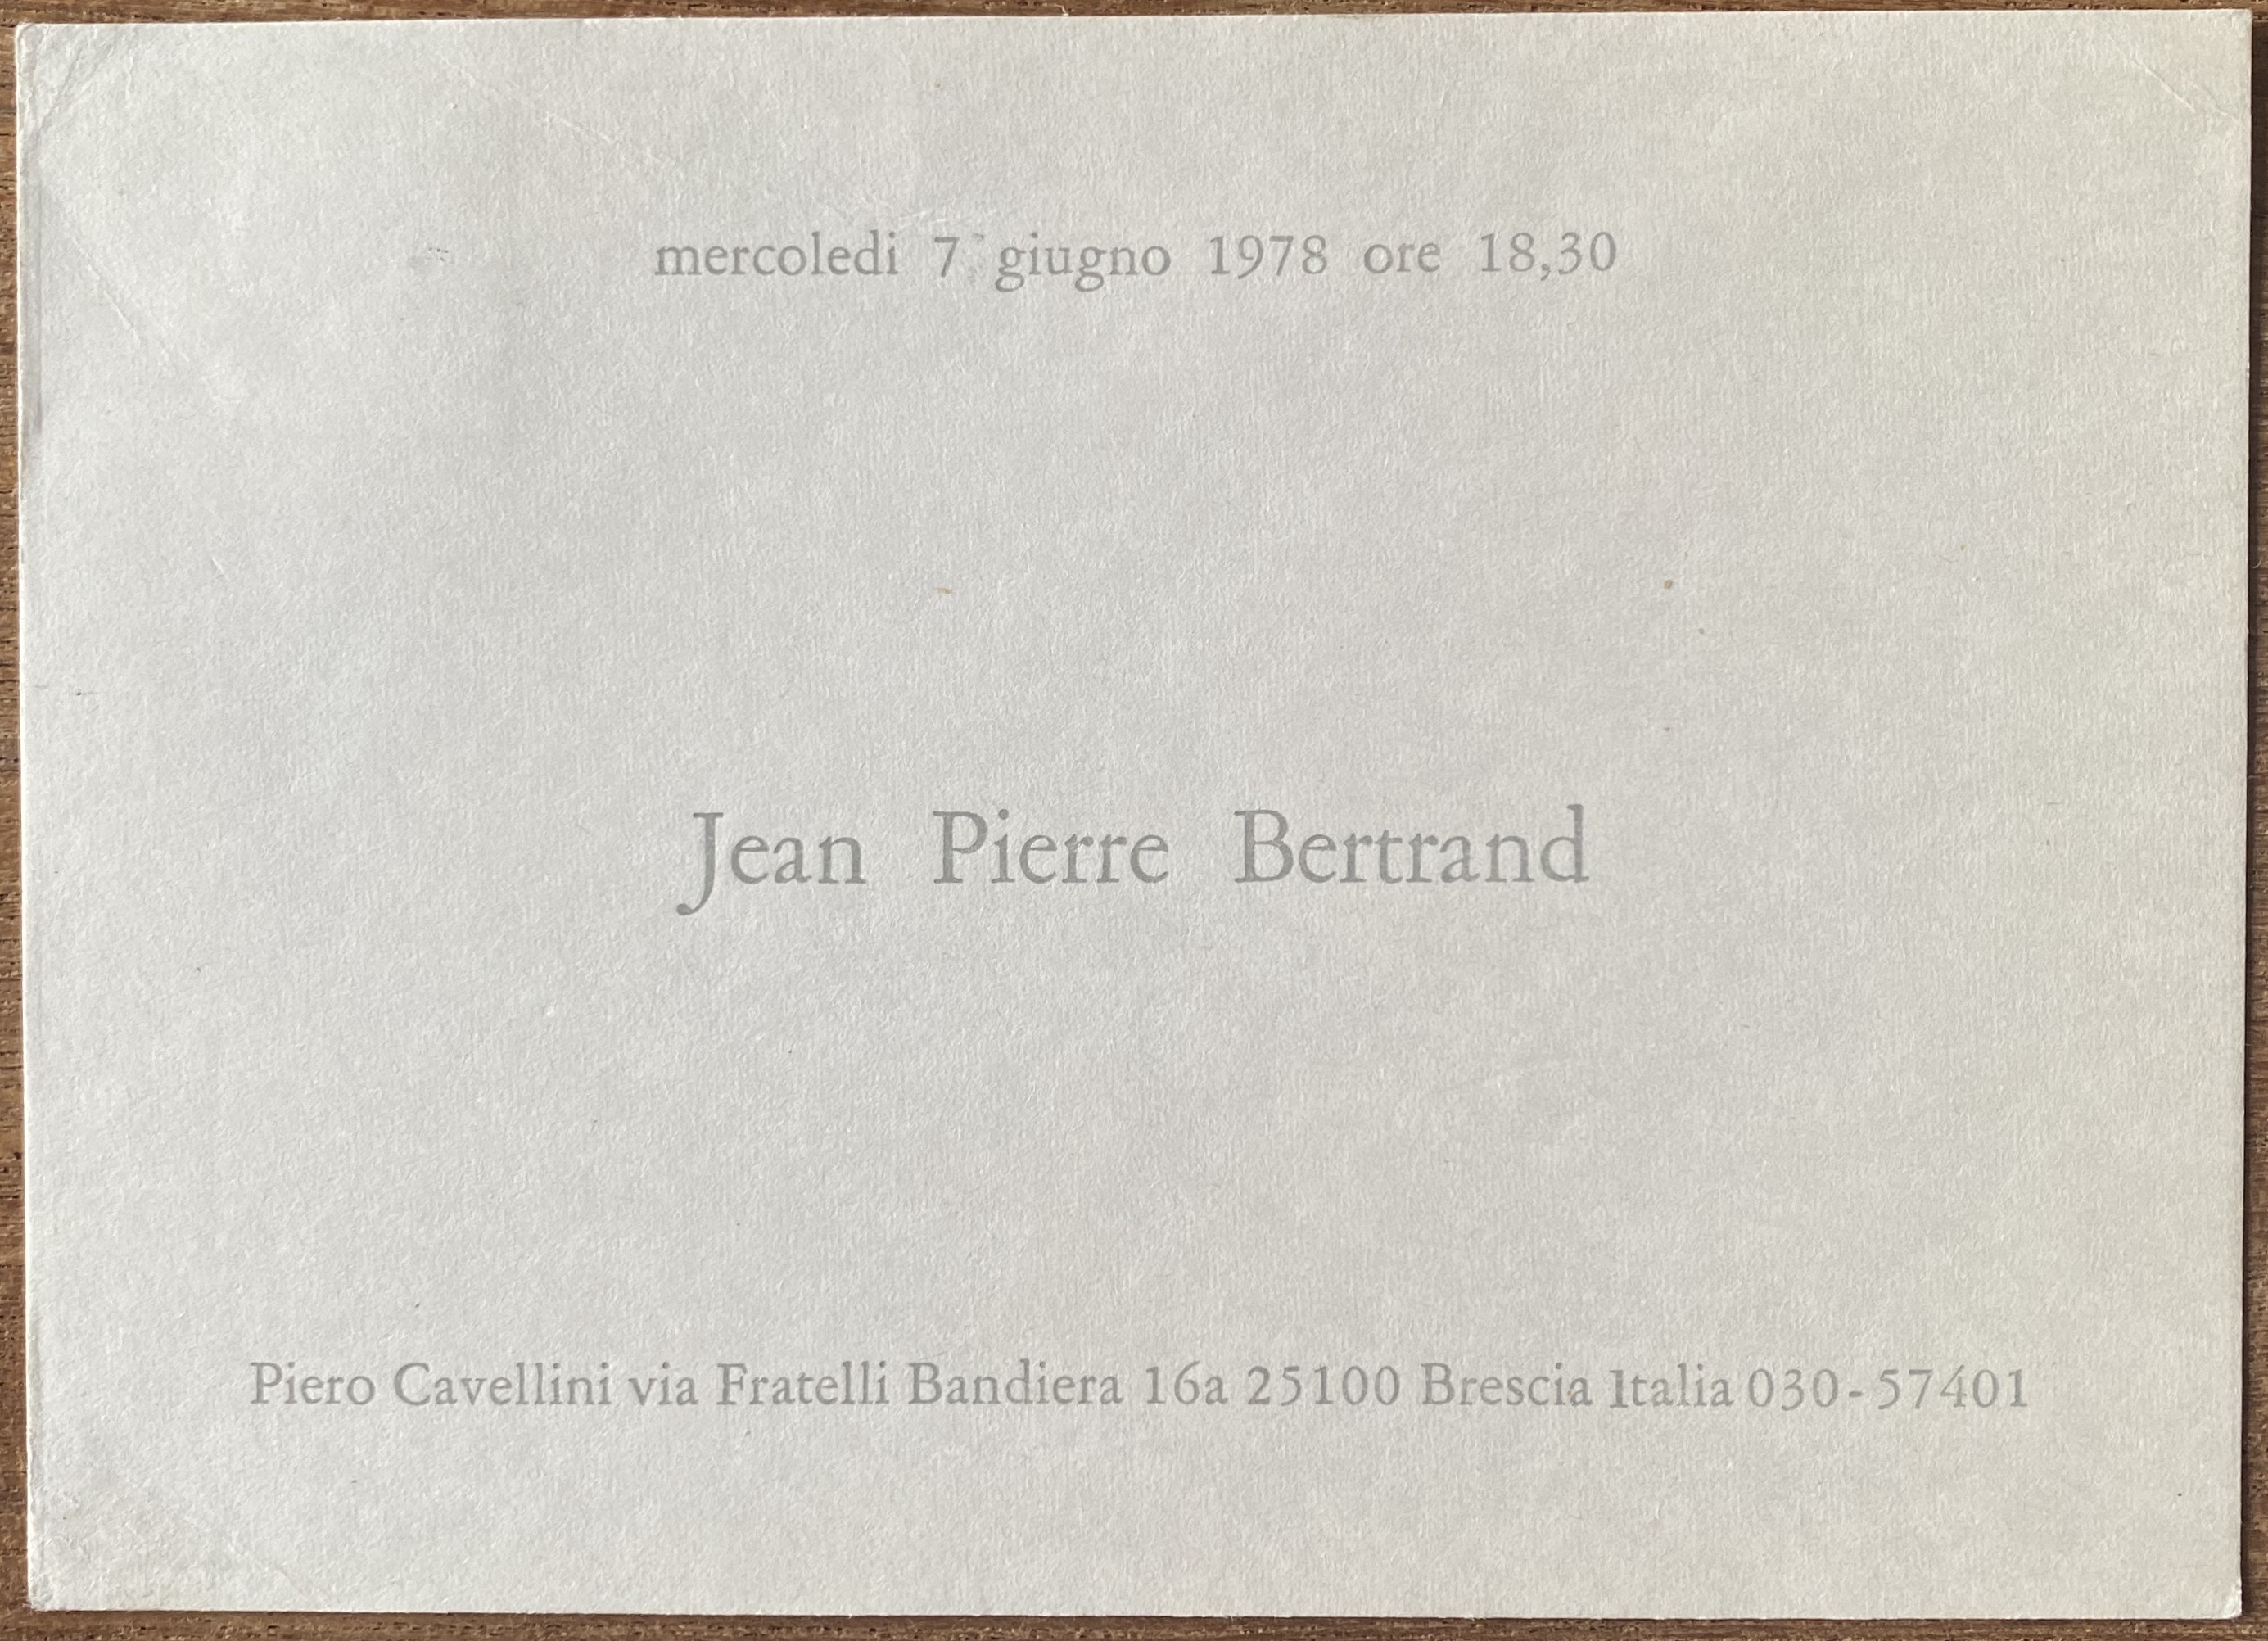 mercoledi 7 giugno 1978 ore 18,30
Jean Pierre Bertrand
Piero Cavellini via Fratelli Bandiera 16a 25100 Brescia Italia 030-57401